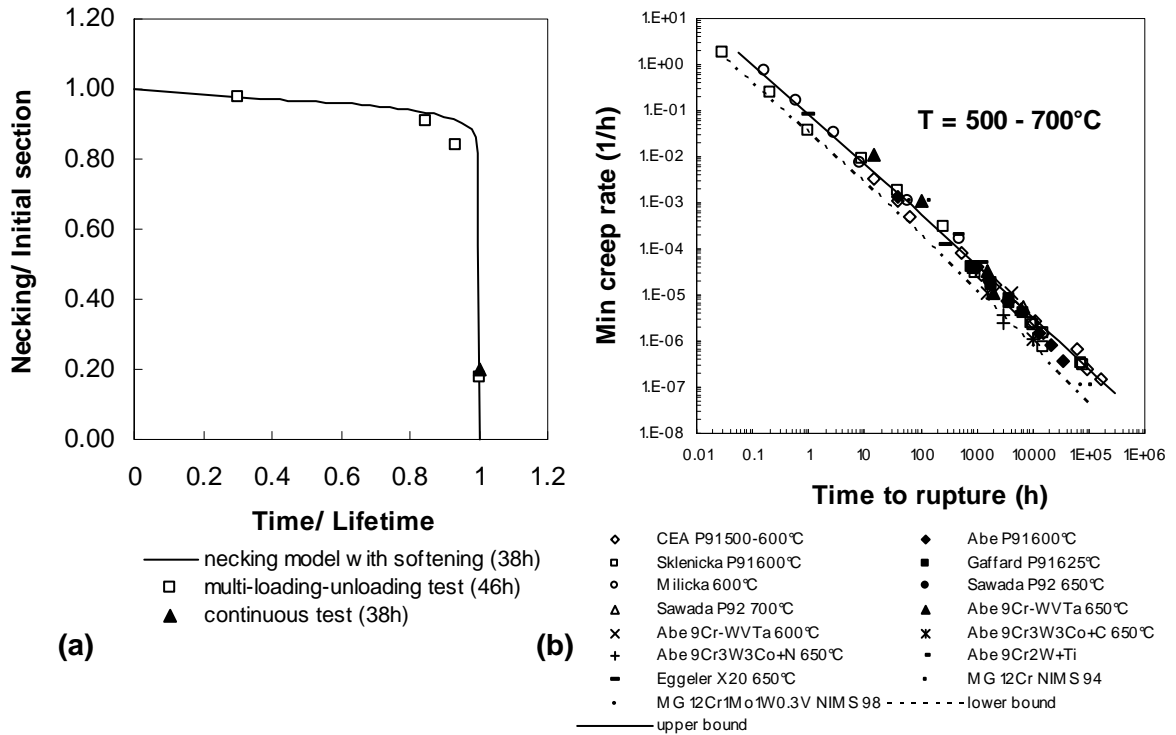 1.20
1.00
0.80
0.60
0.40
0.20
0.00
Necking/ Initial section
0 0.2 0.4 0.6 0.8 1 1.2
Time/ Lifetime
necking model with softening (38h)
multi-loading-unloading test (46h)
continuous test (38h)
(a)
1.E+01
1.E+00
1.E-01
1.E-02
1.E-03
1.E-04
1.E-05
1.E-06
1.E-07
1.E-08
Min creep rate (1/h)
T = 500 - 700°C
0.01 0.1 1 10 100 1000 10000 1.E+05 1.E+06
Time to rupture (h)
CEA P91500-600°C Abe P91600°C
Sklenicka P91600°C Gaffard P91625°C
Milicka 600°C Sawada P92 650°C
Sawada P92 700°C Abe 9Cr-WVTa 650°C
Abe 9Cr-WVTa 600°C Abe 9Cr3W3Co+C 650°C
Abe 9Cr3W3Co+N 650°C Abe 9Cr2W+Ti
Eggeler X20 650°C MG 12Cr NIMS 94
MG 12Cr1Mo1W0.3V NIMS 98 lower bound
upper bound
(b)